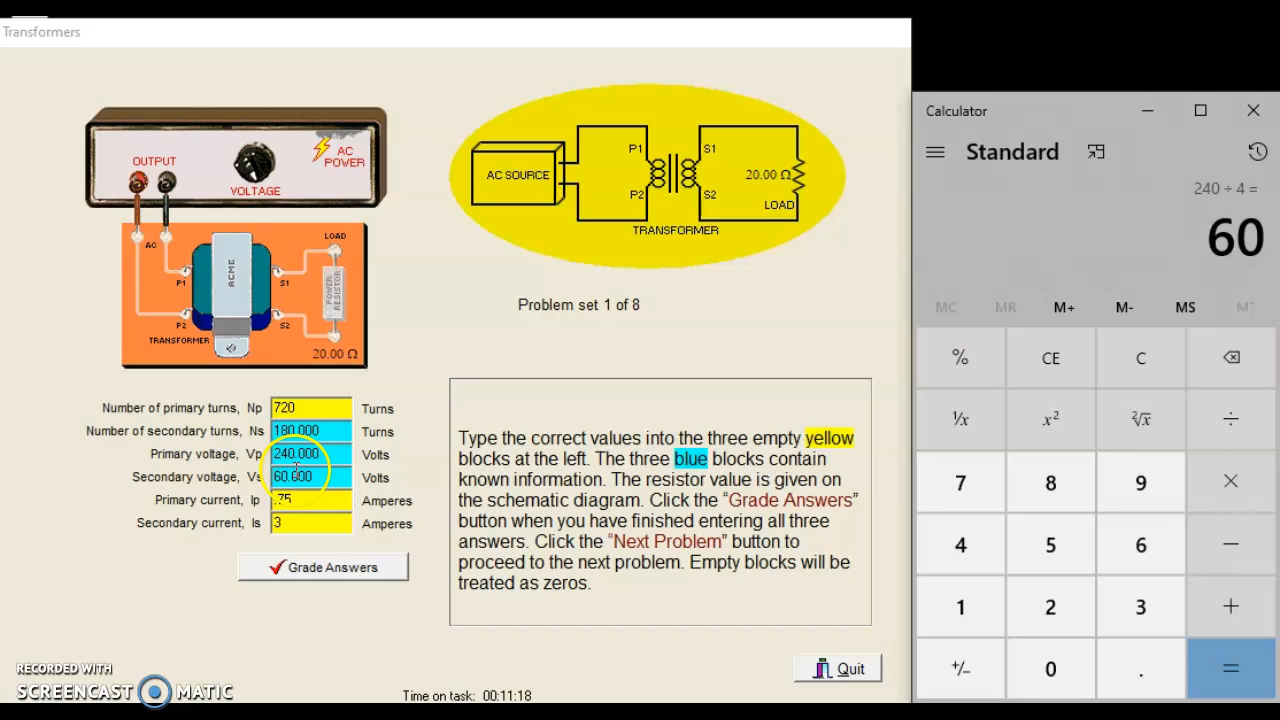 Transformers
OUTPUT
AC
POWER
VOLTAGE
AC
LOAD
ACME
P1
S1
POWER
RESISTOR
P2
S2
TRANSFORMER
20.00 Ω
AC SOURCE
P1
S1
20.00 Ω
P2
S2
LOAD
TRANSFORMER
Problem set 1 of 8
Number of primary turns, Np 720 Turns
Number of secondary turns, Ns 180.000 Turns
Primary voltage, Vp 240.000 Volts
Secondary voltage, Vs 60.000 Volts
Primary current, Ip .75 Amperes
Secondary current, Is 3 Amperes
Grade Answers
Type the correct values into the three empty yellow
blocks at the left. The three blue blocks contain
known information. The resistor value is given on
the schematic diagram. Click the “Grade Answers”
button when you have finished entering all three
answers. Click the “Next Problem” button to
proceed to the next problem. Empty blocks will be
treated as zeros.
Quit
Time on task: 00:11:18
RECORDED WITH
SCREENCAST MATIC
Calculator
Standard
240 ÷ 4 =
60
MC MR M+ M- MS
% CE C
¹/x x² ²√x ÷
7 8 9 ×
4 5 6 −
1 2 3 +
+/− 0 . =